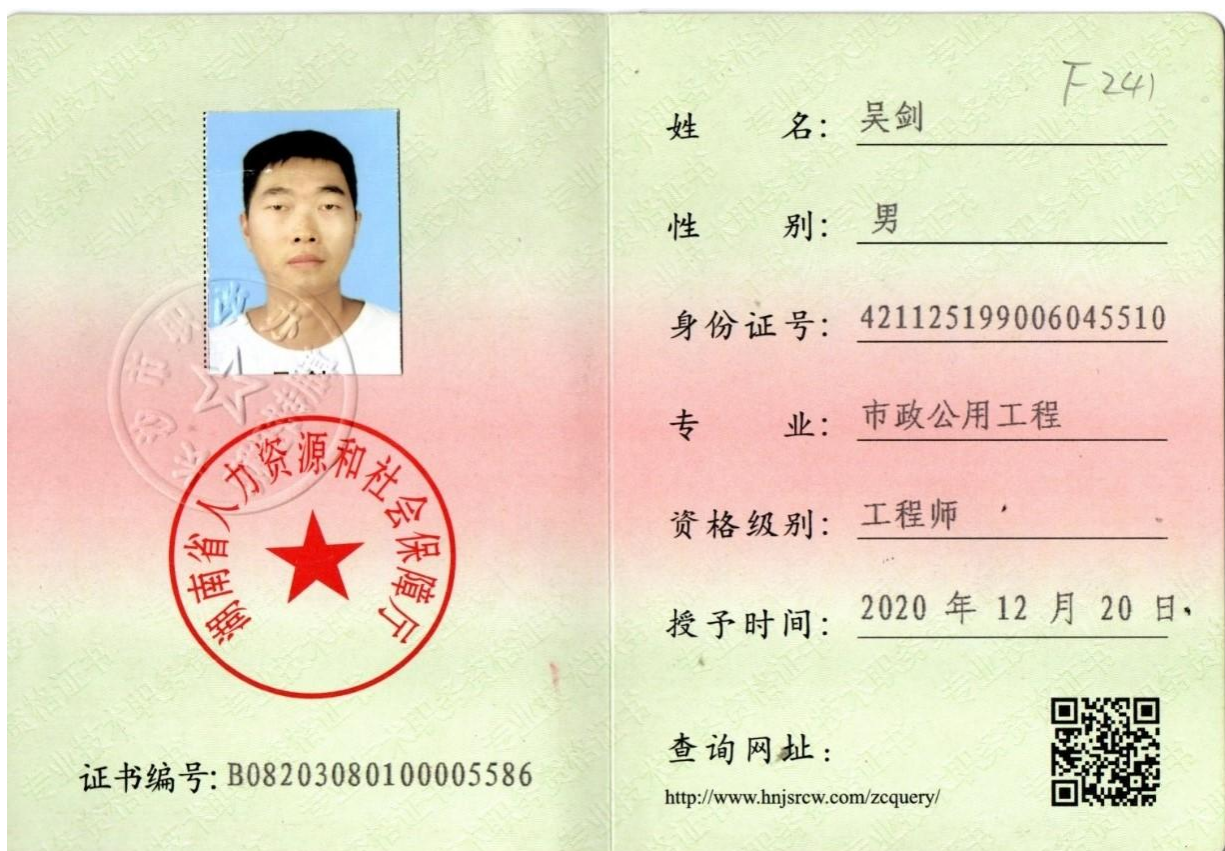 湖南省人力资源和社会保障厅
证书编号: B08203080100005586
F241
姓 名: 吴剑
性 别: 男
身份证号: 421125199006045510
专 业: 市政公用工程
资格级别: 工程师
授予时间: 2020 年 12 月 20 日
查询网址:
http://www.hnjsrcw.com/zcquery/